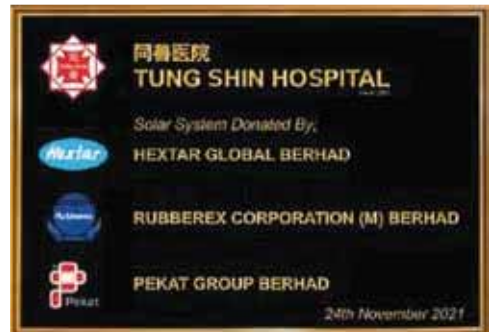 同善医院
TUNG SHIN HOSPITAL
Solar System Donated By;
Hextar
HEXTAR GLOBAL BERHAD
RUBBEREX CORPORATION (M) BERHAD
Pekat
PEKAT GROUP BERHAD
24th November 2021